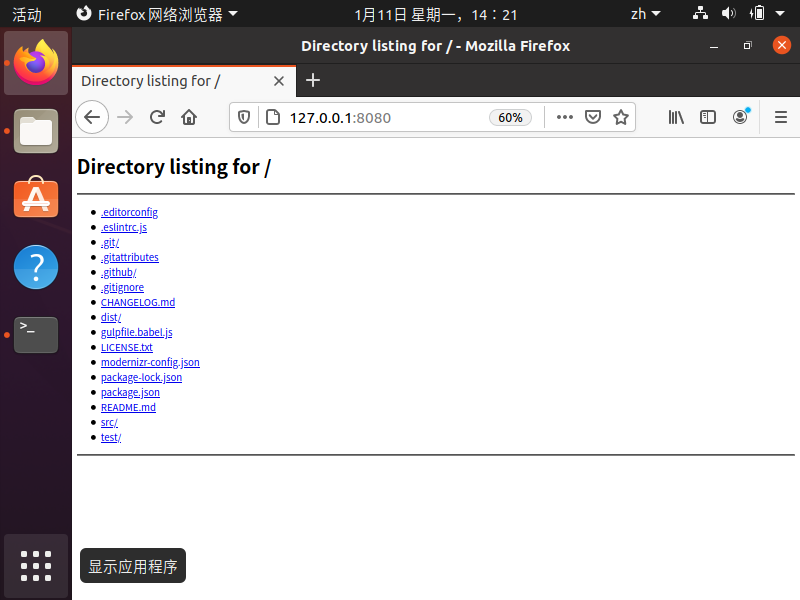 活动
Firefox 网络浏览器
1月11日 星期一，14：21
zh
Directory listing for / - Mozilla Firefox
Directory listing for /
127.0.0.1:8080
60%
Directory listing for /
.editorconfig
.eslintrc.js
.git/
.gitattributes
.github/
.gitignore
CHANGELOG.md
dist/
gulpfile.babel.js
LICENSE.txt
modernizr-config.json
package-lock.json
package.json
README.md
src/
test/
显示应用程序